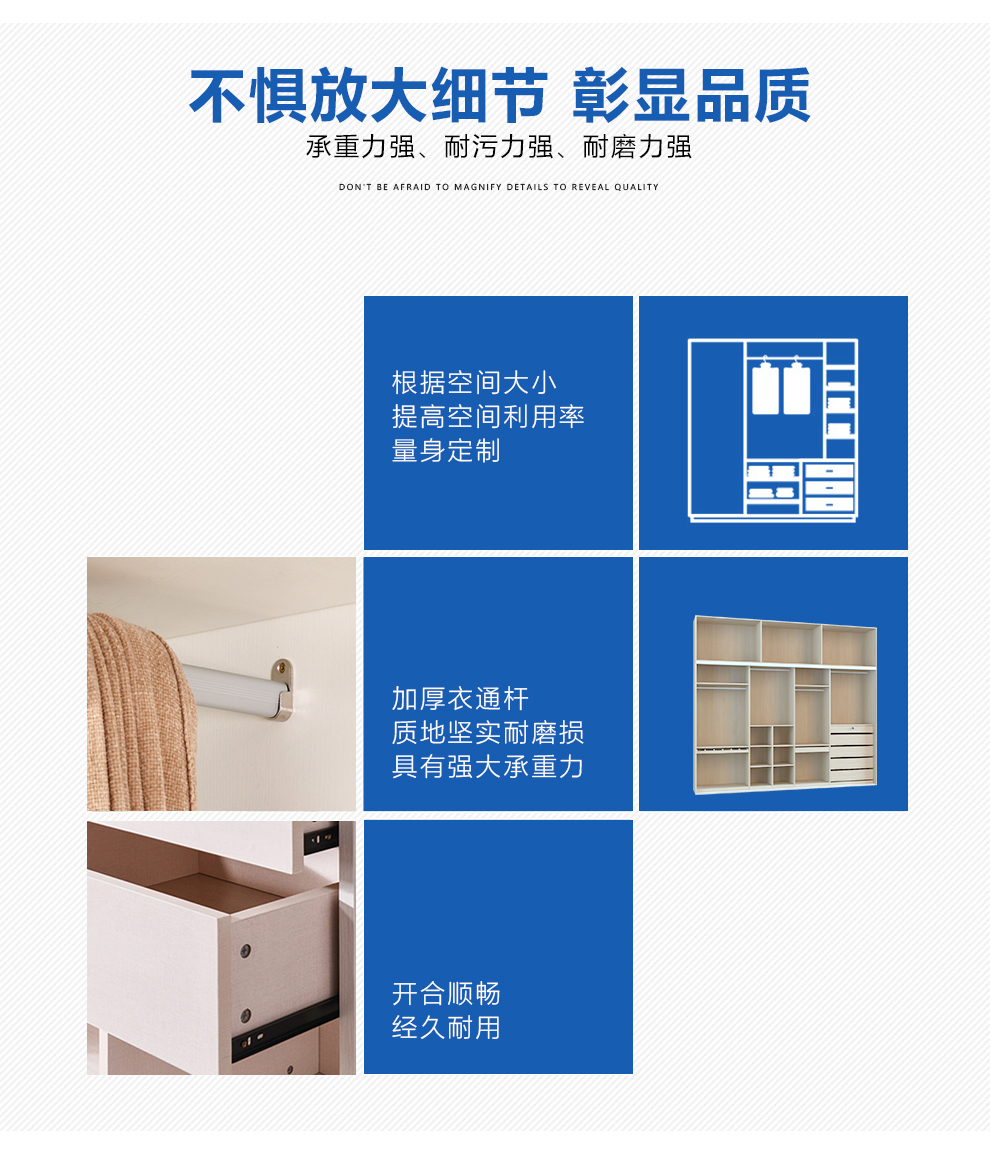 不惧放大细节 彰显品质
承重力强、耐污力强、耐磨力强
DON'T BE AFRAID TO MAGNIFY DETAILS TO REVEAL QUALITY
根据空间大小
提高空间利用率
量身定制
加厚衣通杆
质地坚实耐磨损
具有强大承重力
开合顺畅
经久耐用